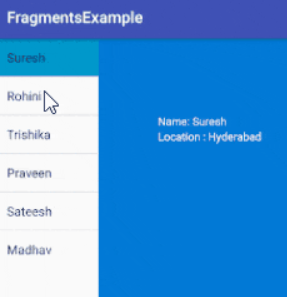 FragmentsExample
Suresh
Rohini
Trishika
Praveen
Sateesh
Madhav
Name: Suresh
Location : Hyderabad